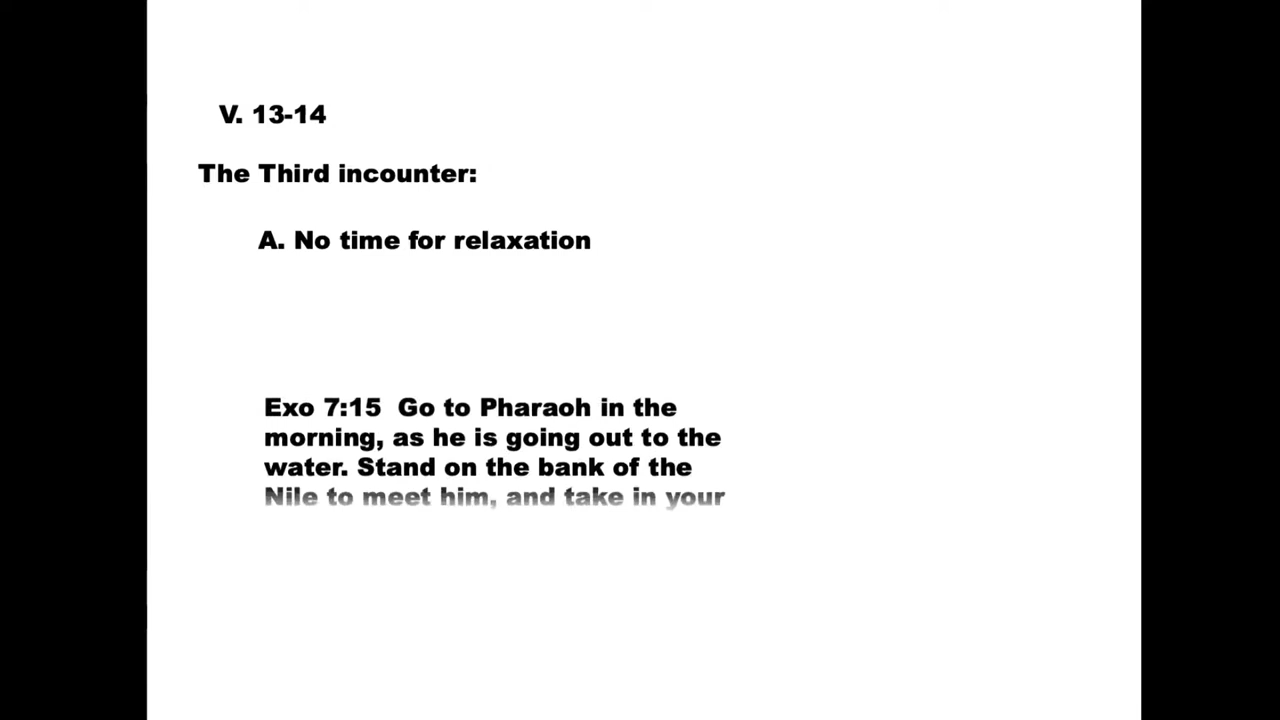 V. 13-14
The Third incounter:
A. No time for relaxation
Exo 7:15  Go to Pharaoh in the
morning, as he is going out to the
water. Stand on the bank of the
Nile to meet him, and take in your